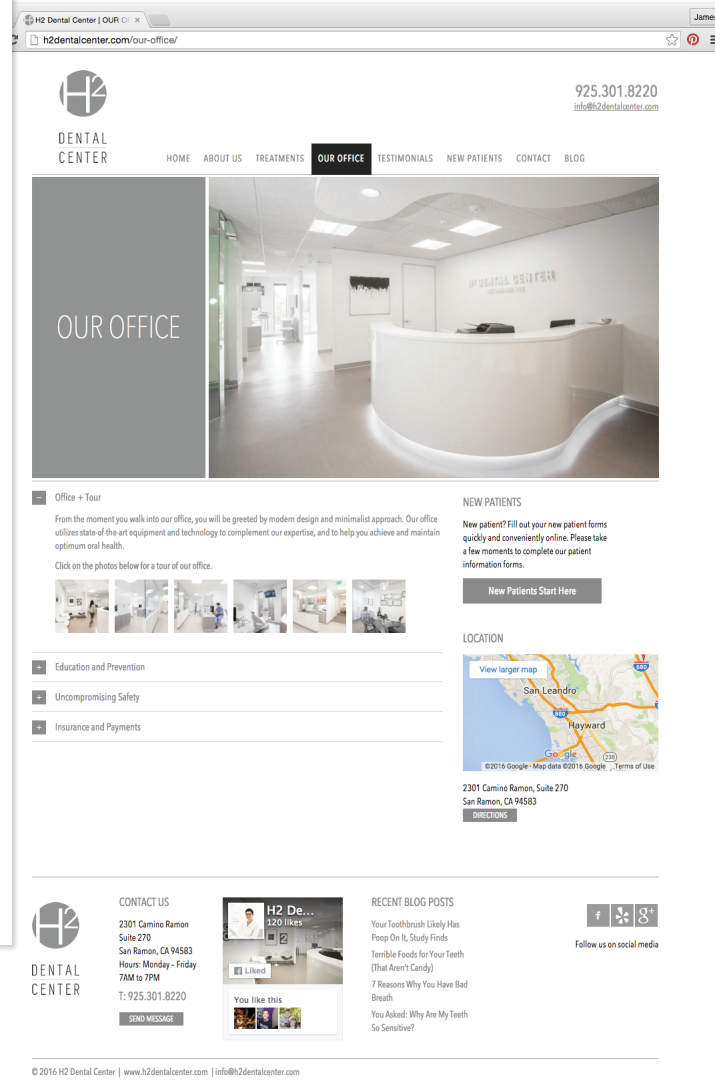 H2 Dental Center | OUR O
James
h2dentalcenter.com/our-office/
H2
DENTAL
CENTER
925.301.8220
info@h2dentalcenter.com
HOME ABOUT US TREATMENTS OUR OFFICE TESTIMONIALS NEW PATIENTS CONTACT BLOG
OUR OFFICE
H2 DENTAL CENTER
Office + Tour
From the moment you walk into our office, you will be greeted by modern design and minimalist approach. Our office
utilizes state-of-the-art equipment and technology to complement our expertise, and to help you achieve and maintain
optimum oral health.
Click on the photos below for a tour of our office.
Education and Prevention
Uncompromising Safety
Insurance and Payments
NEW PATIENTS
New patient? Fill out your new patient forms
quickly and conveniently online. Please take
a few moments to complete our patient
information forms.
New Patients Start Here
LOCATION
View larger map
680
San Leandro
880
Hayward
238
Google
©2016 Google - Map data ©2016 Google Terms of Use
2301 Camino Ramon, Suite 270
San Ramon, CA 94583
DIRECTIONS
H2
DENTAL
CENTER
CONTACT US
2301 Camino Ramon
Suite 270
San Ramon, CA 94583
Hours: Monday – Friday
7AM to 7PM
T: 925.301.8220
SEND MESSAGE
H2 De...
120 likes
Liked
You like this
RECENT BLOG POSTS
Your Toothbrush Likely Has
Poop On It, Study Finds
Terrible Foods for Your Teeth
(That Aren't Candy)
7 Reasons Why You Have Bad
Breath
You Asked: Why Are My Teeth
So Sensitive?
f g+
Follow us on social media
© 2016 H2 Dental Center | www.h2dentalcenter.com | info@h2dentalcenter.com